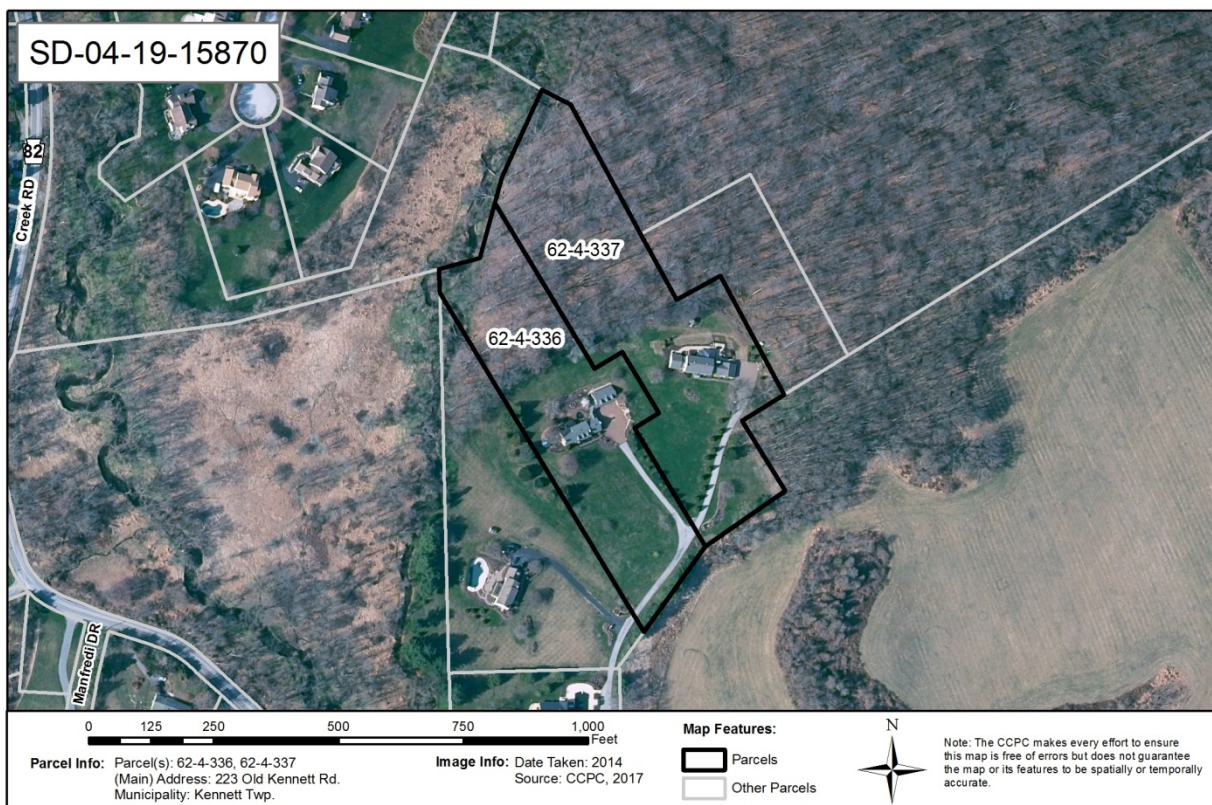 SD-04-19-15870
82
Creek RD
62-4-337
62-4-336
Manfredi DR
0 125 250 500 750 1,000
Feet
Parcel Info: Parcel(s): 62-4-336, 62-4-337
(Main) Address: 223 Old Kennett Rd.
Municipality: Kennett Twp.
Image Info: Date Taken: 2014
Source: CCPC, 2017
Map Features:
Parcels
Other Parcels
N
Note: The CCPC makes every effort to ensure
this map is free of errors but does not guarantee
the map or its features to be spatially or temporally
accurate.